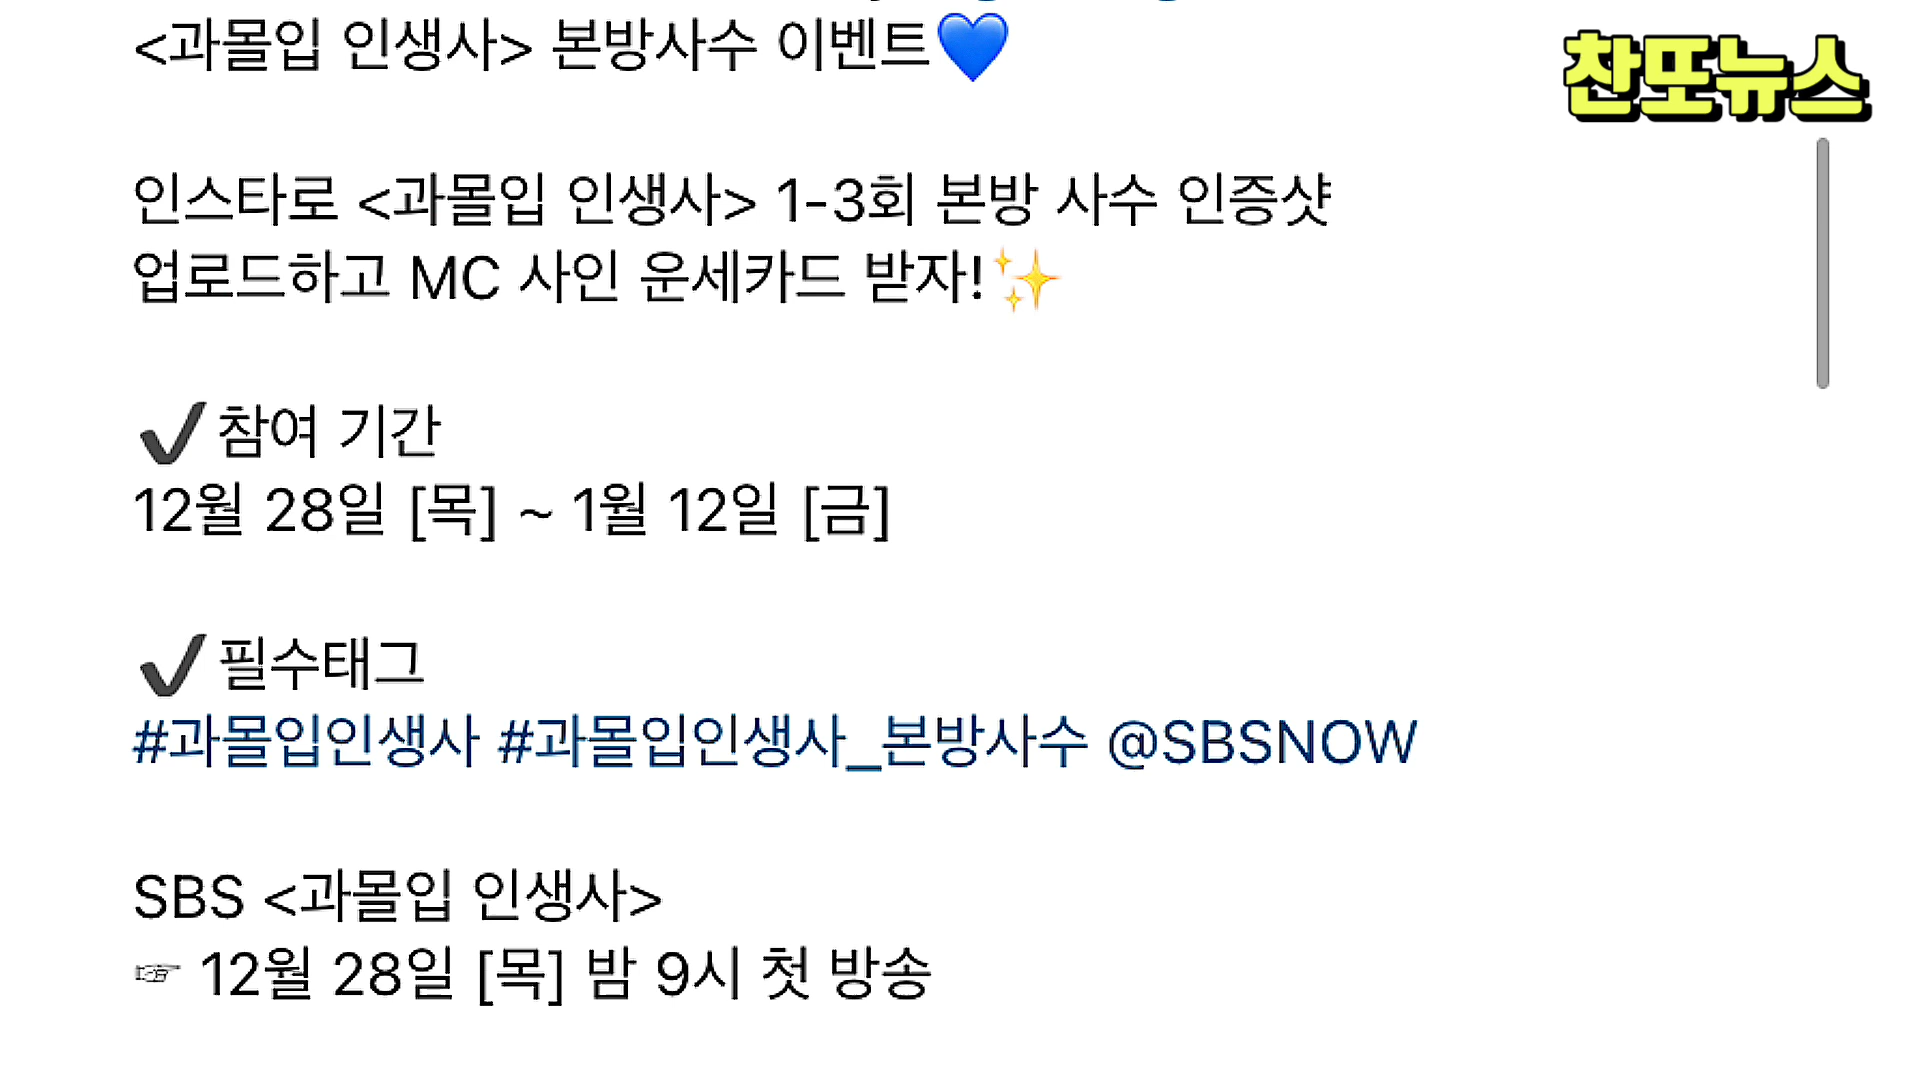 <과몰입 인생사> 본방사수 이벤트💙
찬또뉴스
인스타로 <과몰입 인생사> 1-3회 본방 사수 인증샷
업로드하고 MC 사인 운세카드 받자!✨
✔️참여 기간
12월 28일 [목] ~ 1월 12일 [금]
✔️필수태그
#과몰입인생사 #과몰입인생사_본방사수 @SBSNOW
SBS <과몰입 인생사>
☞ 12월 28일 [목] 밤 9시 첫 방송